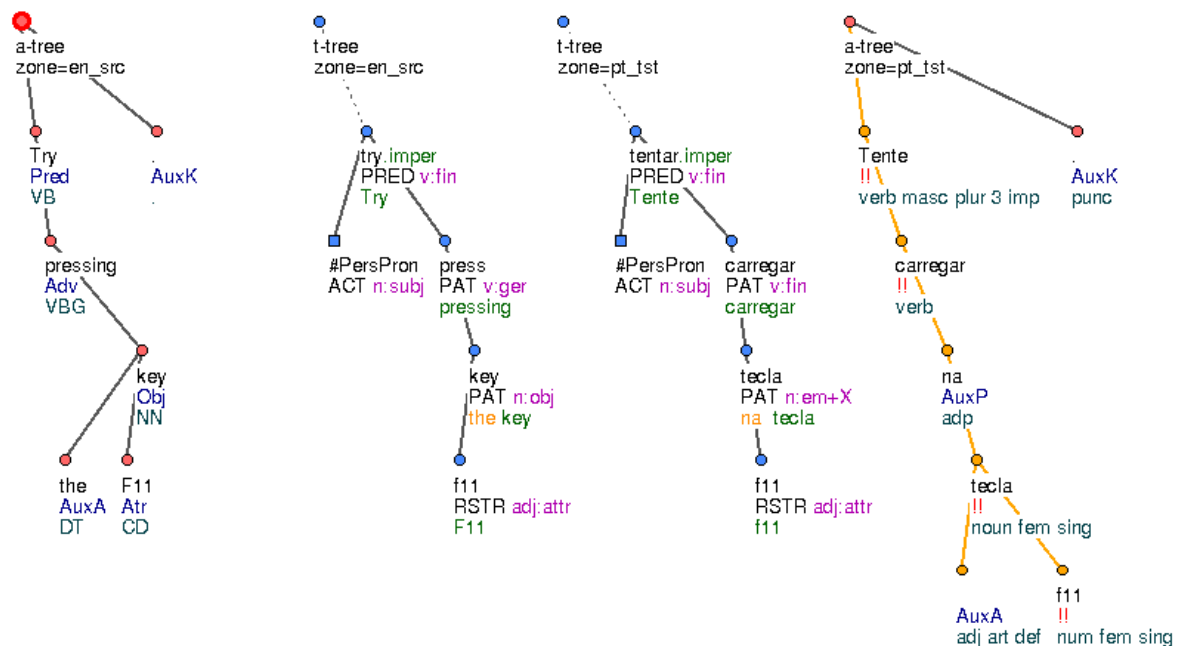 a-tree
zone=en_src
Try
Pred
VB
.
AuxK
.
pressing
Adv
VBG
key
Obj
NN
the
AuxA
DT
F11
Atr
CD
t-tree
zone=en_src
try.imper
PRED v:fin
Try
#PersPron
ACT n:subj
press
PAT v:ger
pressing
key
PAT n:obj
the key
f11
RSTR adj:attr
F11
t-tree
zone=pt_tst
tentar.imper
PRED v:fin
Tente
#PersPron
ACT n:subj
carregar
PAT v:fin
carregar
tecla
PAT n:em+X
na tecla
f11
RSTR adj:attr
f11
a-tree
zone=pt_tst
Tente
!!
verb masc plur 3 imp
.
AuxK
punc
carregar
!!
verb
na
AuxP
adp
tecla
!!
noun fem sing
AuxA
adj art def
f11
!!
num fem sing